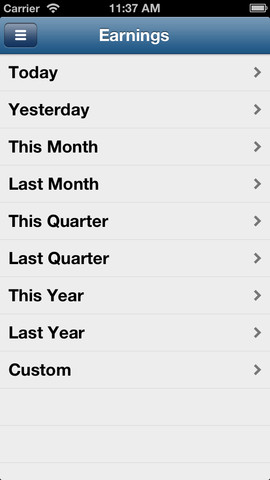 Carrier 11:37 AM
Earnings
Today
Yesterday
This Month
Last Month
This Quarter
Last Quarter
This Year
Last Year
Custom